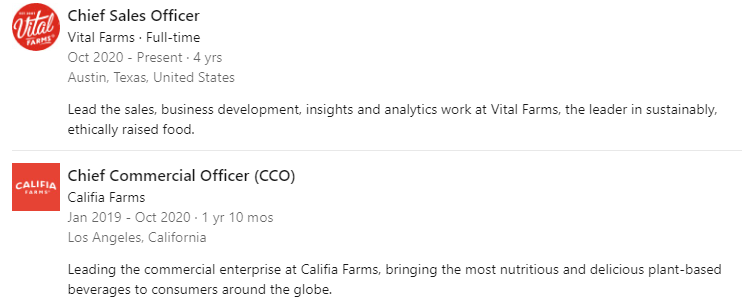 Vital
FARMS
Chief Sales Officer
Vital Farms · Full-time
Oct 2020 - Present · 4 yrs
Austin, Texas, United States
Lead the sales, business development, insights and analytics work at Vital Farms, the leader in sustainably,
ethically raised food.
CALIFIA
FARMS
Chief Commercial Officer (CCO)
Califia Farms
Jan 2019 - Oct 2020 · 1 yr 10 mos
Los Angeles, California
Leading the commercial enterprise at Califia Farms, bringing the most nutritious and delicious plant-based
beverages to consumers around the globe.